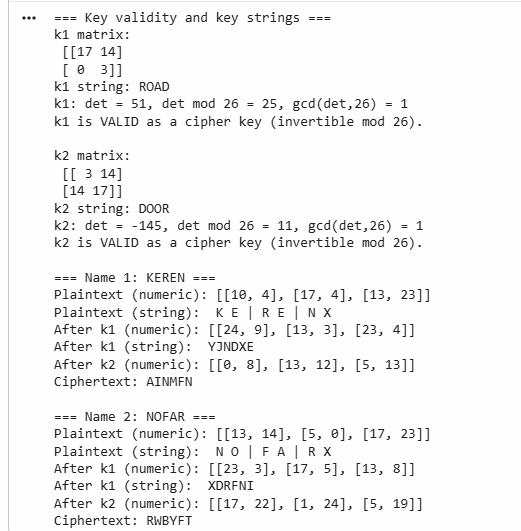 ••• === Key validity and key strings ===
k1 matrix:
[[17 14]
[ 0 3]]
k1 string: ROAD
k1: det = 51, det mod 26 = 25, gcd(det,26) = 1
k1 is VALID as a cipher key (invertible mod 26).
k2 matrix:
[[ 3 14]
[14 17]]
k2 string: DOOR
k2: det = -145, det mod 26 = 11, gcd(det,26) = 1
k2 is VALID as a cipher key (invertible mod 26).
=== Name 1: KEREN ===
Plaintext (numeric): [[10, 4], [17, 4], [13, 23]]
Plaintext (string): K E | R E | N X
After k1 (numeric): [[24, 9], [13, 3], [23, 4]]
After k1 (string): YJNDXE
After k2 (numeric): [[0, 8], [13, 12], [5, 13]]
Ciphertext: AINMFN
=== Name 2: NOFAR ===
Plaintext (numeric): [[13, 14], [5, 0], [17, 23]]
Plaintext (string): N O | F A | R X
After k1 (numeric): [[23, 3], [17, 5], [13, 8]]
After k1 (string): XDRFNI
After k2 (numeric): [[17, 22], [1, 24], [5, 19]]
Ciphertext: RWBYFT